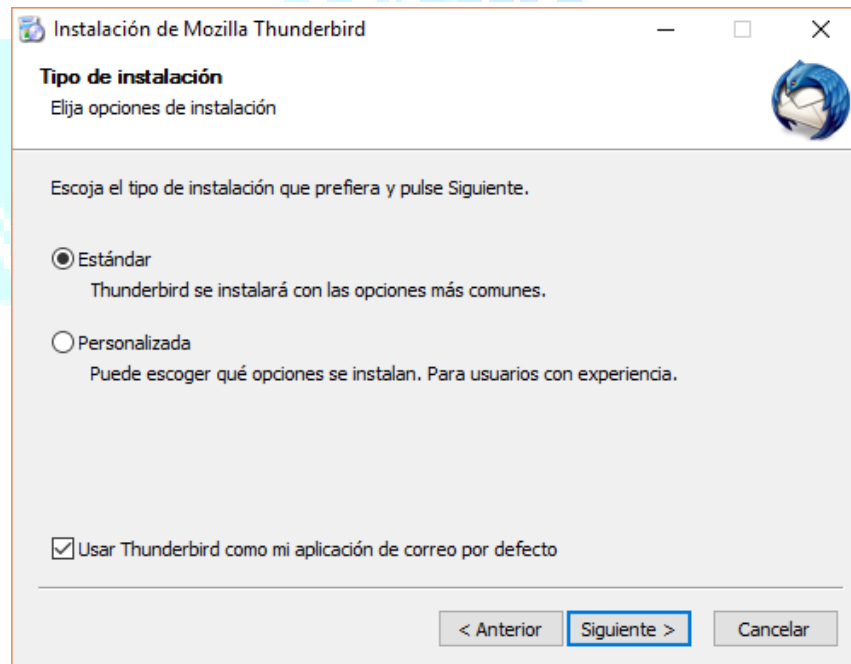 Instalación de Mozilla Thunderbird
Tipo de instalación
Elija opciones de instalación
Escoja el tipo de instalación que prefiera y pulse Siguiente.
Estándar
Thunderbird se instalará con las opciones más comunes.
Personalizada
Puede escoger qué opciones se instalan. Para usuarios con experiencia.
Usar Thunderbird como mi aplicación de correo por defecto
< Anterior Siguiente > Cancelar